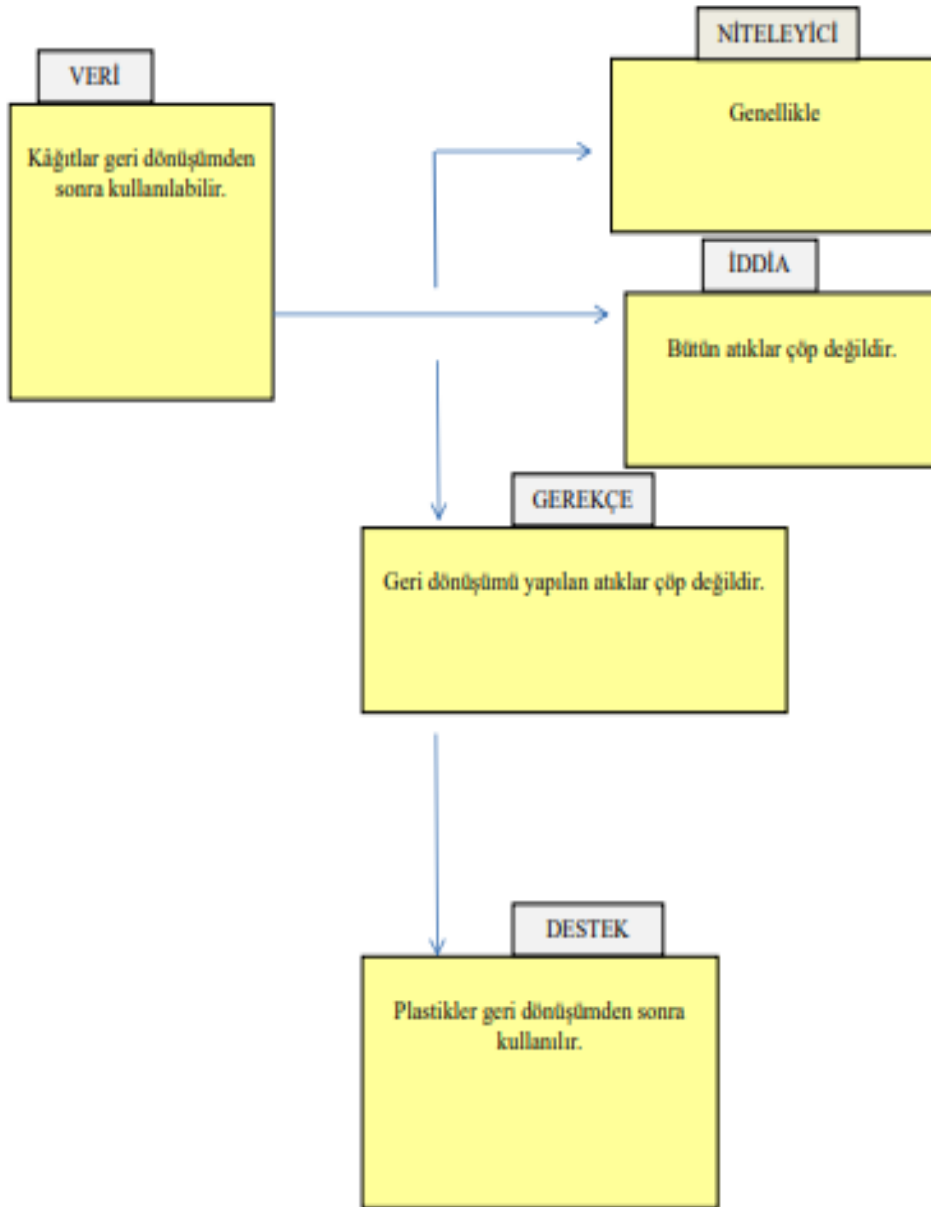 NİTELEYİCİ
Genellikle
VERİ
Kâğıtlar geri dönüşümden
sonra kullanılabilir.
İDDİA
Bütün atıklar çöp değildir.
GEREKÇE
Geri dönüşümü yapılan atıklar çöp değildir.
DESTEK
Plastikler geri dönüşümden sonra
kullanılır.